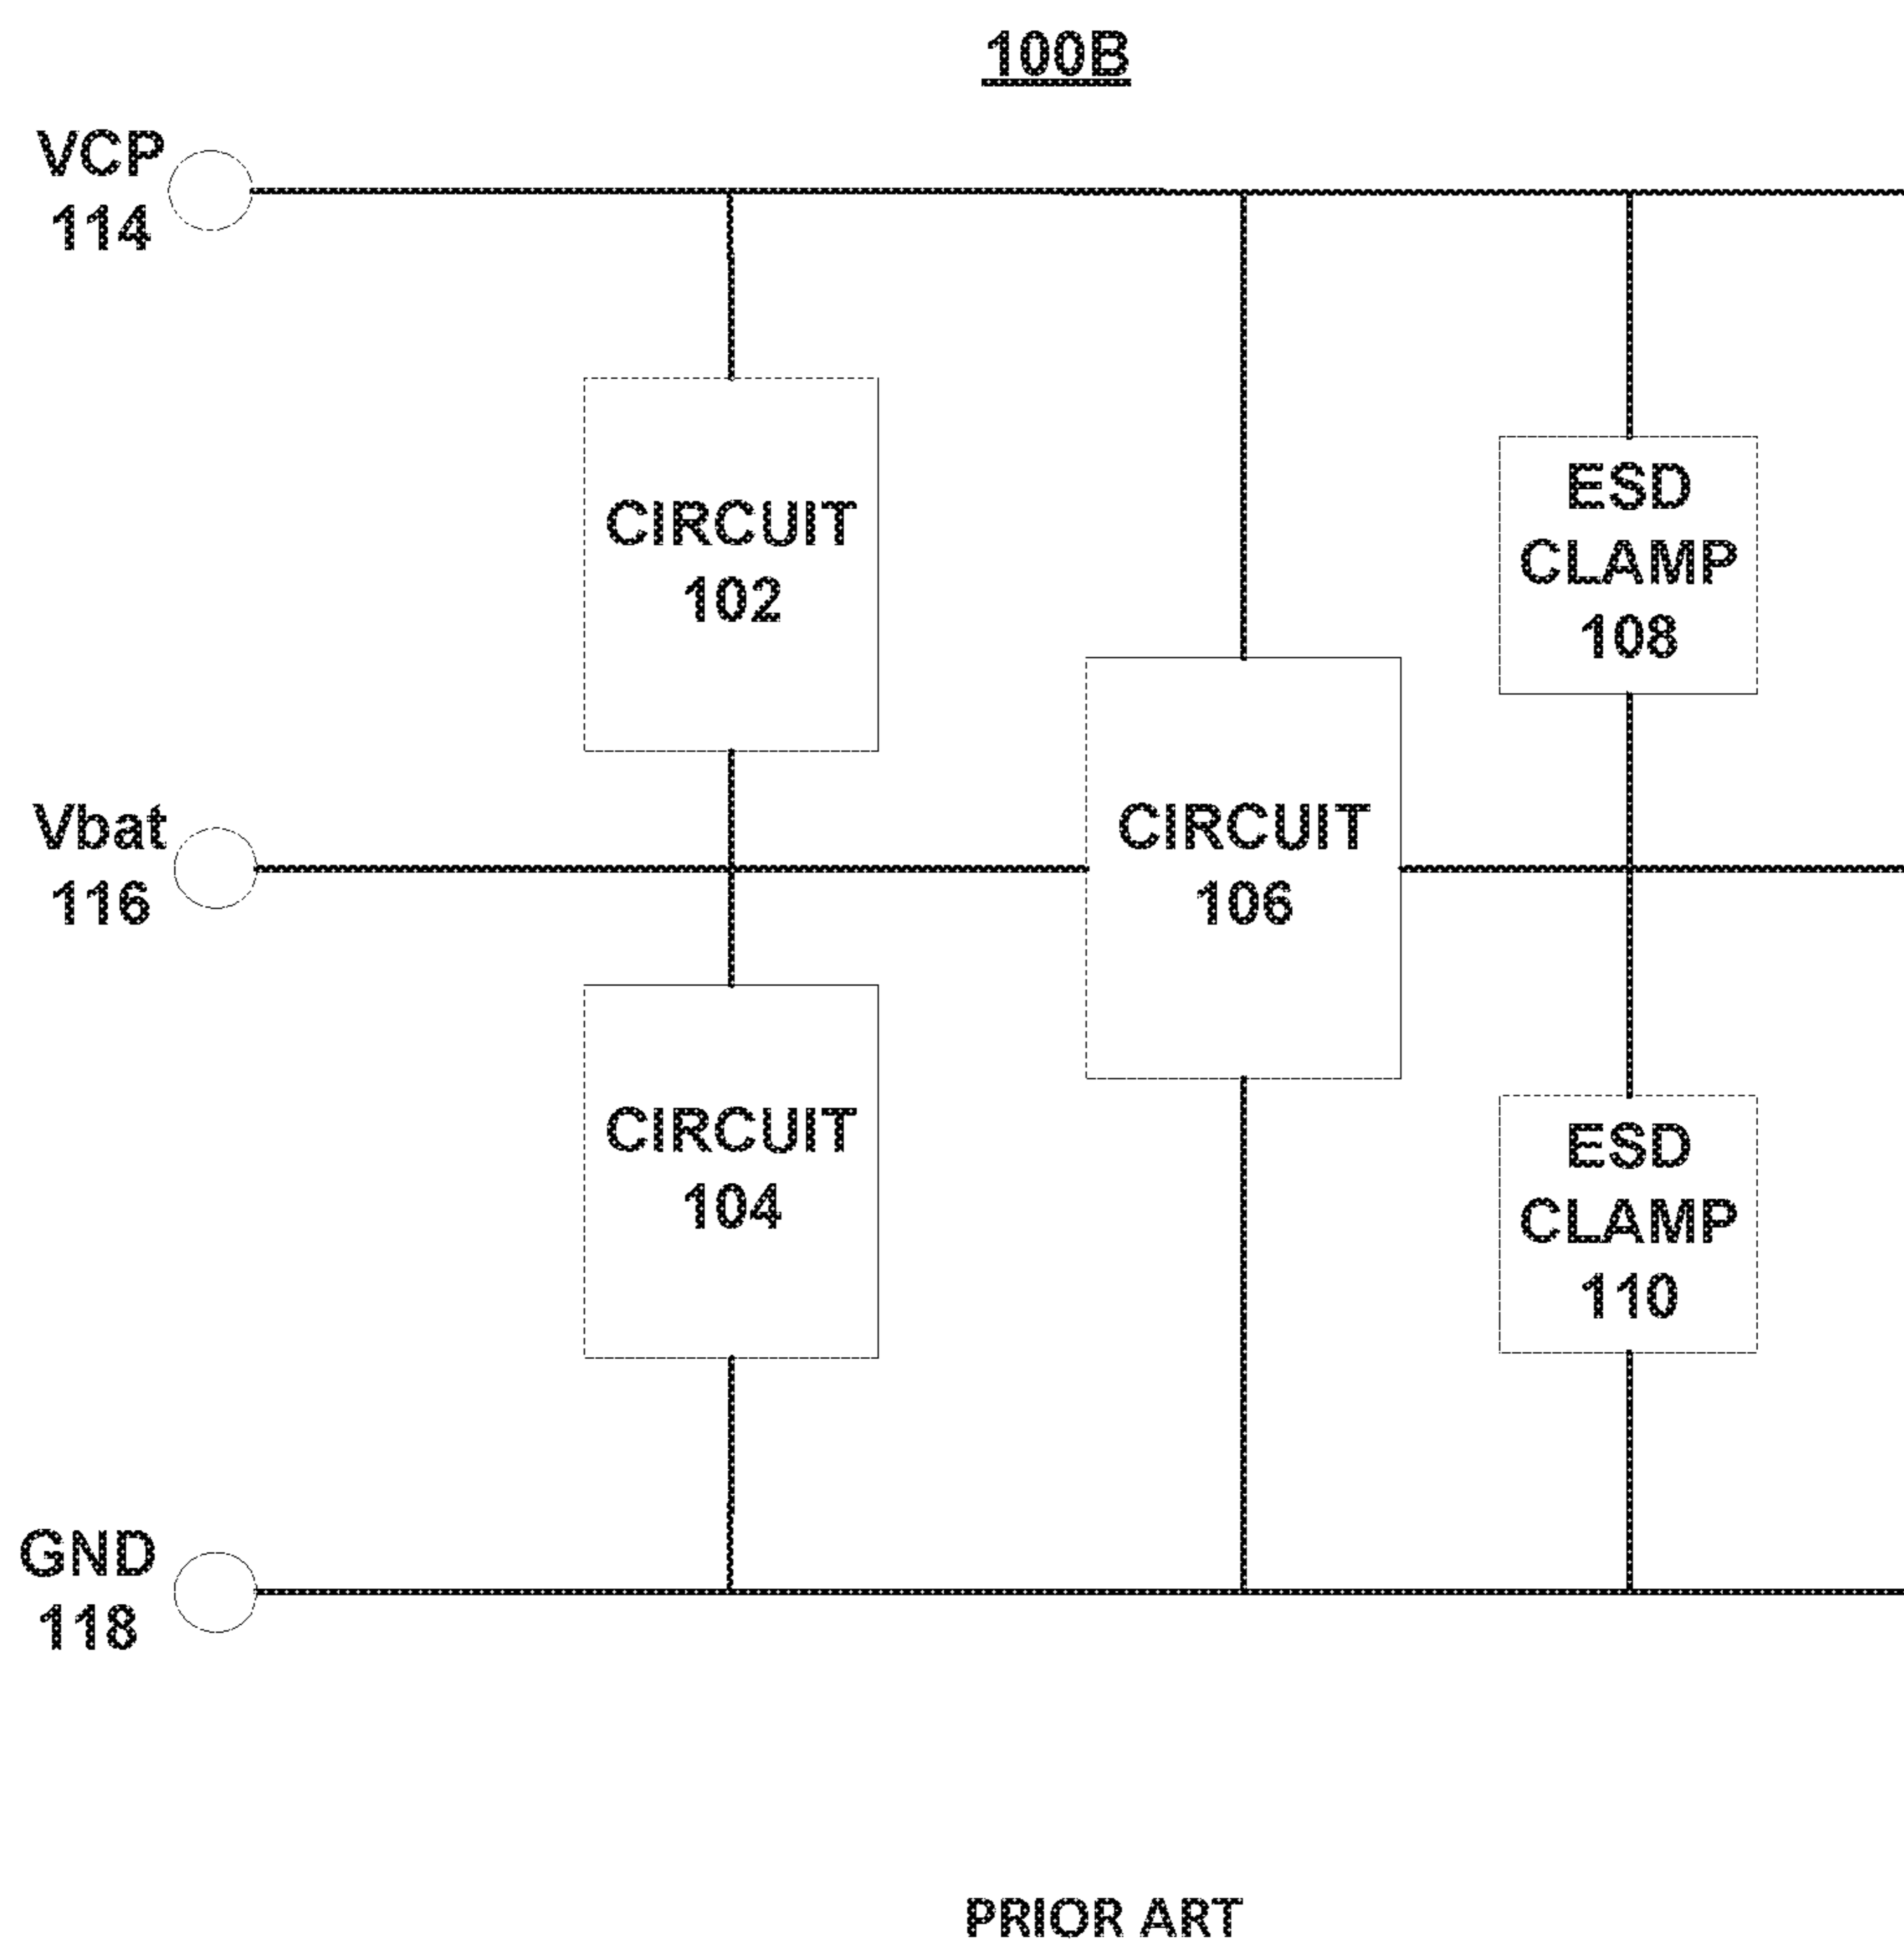 100B
VCP
114
CIRCUIT
102
ESD
CLAMP
108
Vbat
116
CIRCUIT
106
CIRCUIT
104
ESD
CLAMP
110
GND
118
PRIOR ART